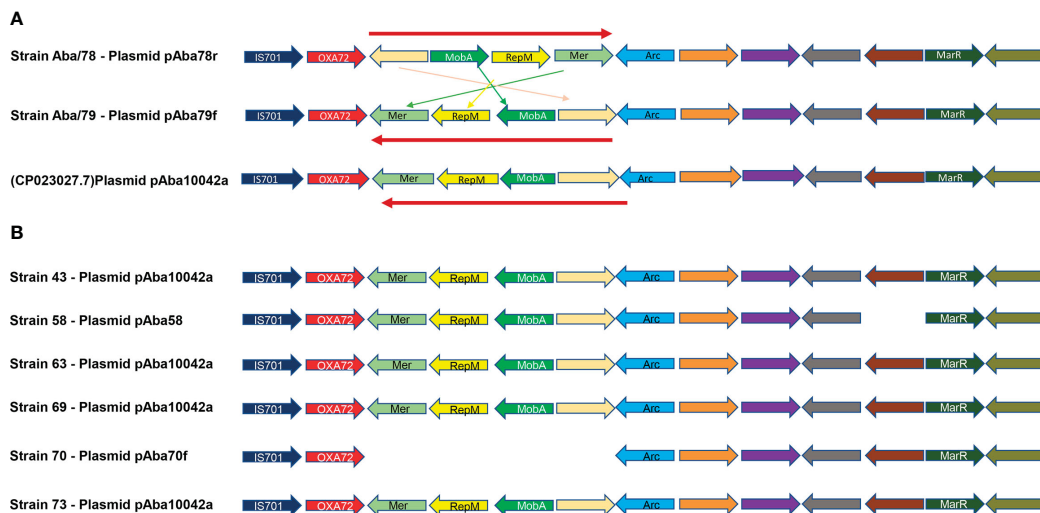 A
Strain Aba/78 - Plasmid pAba78r IS701 OXA72 MobA RepM Mer Arc MarR
Strain Aba/79 - Plasmid pAba79f IS701 OXA72 Mer RepM MobA Arc MarR
(CP023027.7)Plasmid pAba10042a IS701 OXA72 Mer RepM MobA Arc MarR
B
Strain 43 - Plasmid pAba10042a IS701 OXA72 Mer RepM MobA Arc MarR
Strain 58 - Plasmid pAba58 IS701 OXA72 Mer RepM MobA Arc MarR
Strain 63 - Plasmid pAba10042a IS701 OXA72 Mer RepM MobA Arc MarR
Strain 69 - Plasmid pAba10042a IS701 OXA72 Mer RepM MobA Arc MarR
Strain 70 - Plasmid pAba70f IS701 OXA72 Arc MarR
Strain 73 - Plasmid pAba10042a IS701 OXA72 Mer RepM MobA Arc MarR